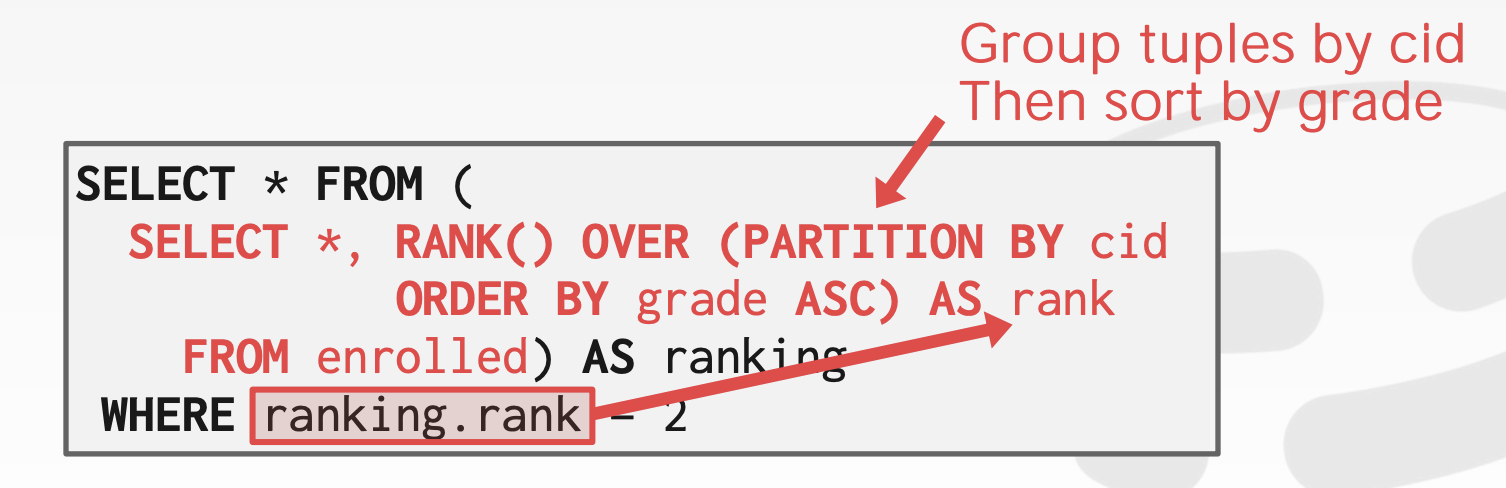 Group tuples by cid
Then sort by grade
SELECT * FROM (
SELECT *, RANK() OVER (PARTITION BY cid
ORDER BY grade ASC) AS rank
FROM enrolled) AS ranking
WHERE ranking.rank = 2